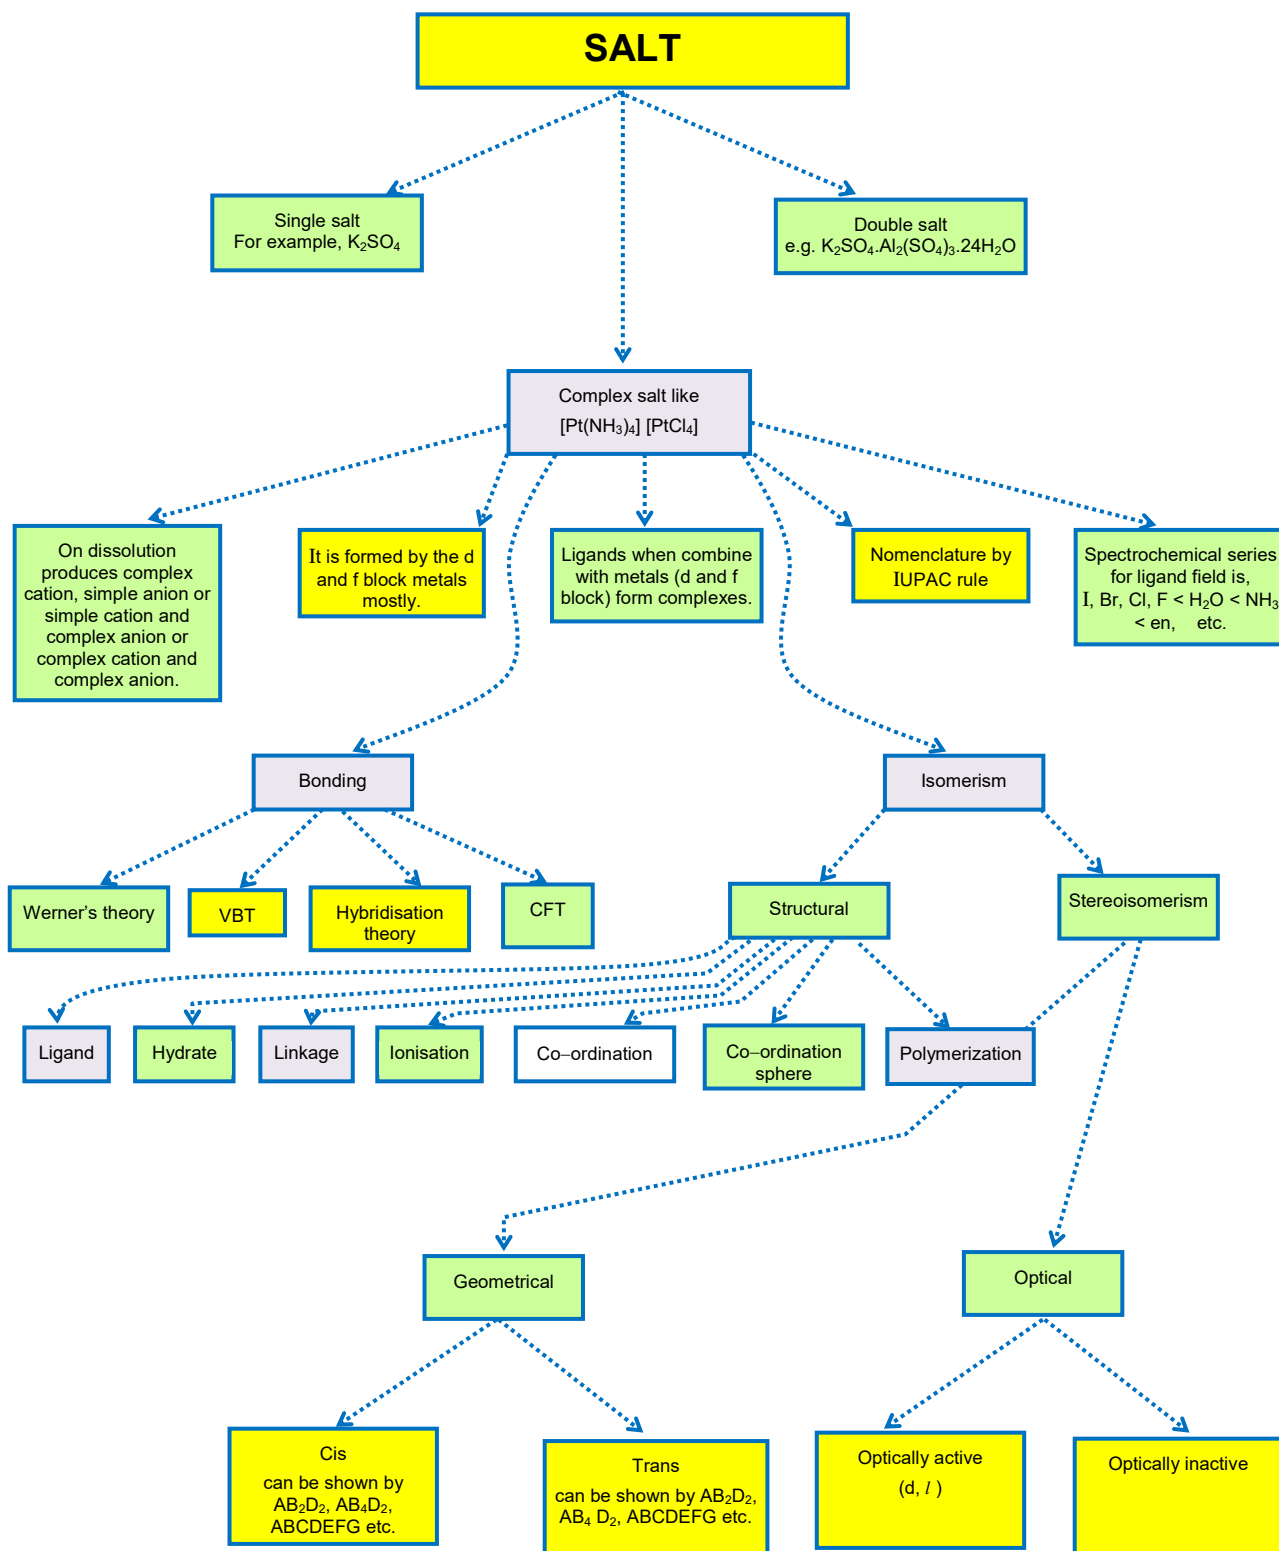 SALT
Single salt
For example, K₂SO₄
Double salt
e.g. K₂SO₄.Al₂(SO₄)₃.24H₂O
Complex salt like
[Pt(NH₃)₄] [PtCl₄]
On dissolution
produces complex
cation, simple anion or
simple cation and
complex anion or
complex cation and
complex anion.
It is formed by the d
and f block metals
mostly.
Ligands when combine
with metals (d and f
block) form complexes.
Nomenclature by
IUPAC rule
Spectrochemical series
for ligand field is,
I, Br, Cl, F < H₂O < NH₃
< en, etc.
Bonding
Isomerism
Werner's theory
VBT
Hybridisation
theory
CFT
Structural
Stereoisomerism
Ligand
Hydrate
Linkage
Ionisation
Co–ordination
Co–ordination
sphere
Polymerization
Geometrical
Optical
Cis
can be shown by
AB₂D₂, AB₄D₂,
ABCDEFG etc.
Trans
can be shown by AB₂D₂,
AB₄ D₂, ABCDEFG etc.
Optically active
(d, l )
Optically inactive